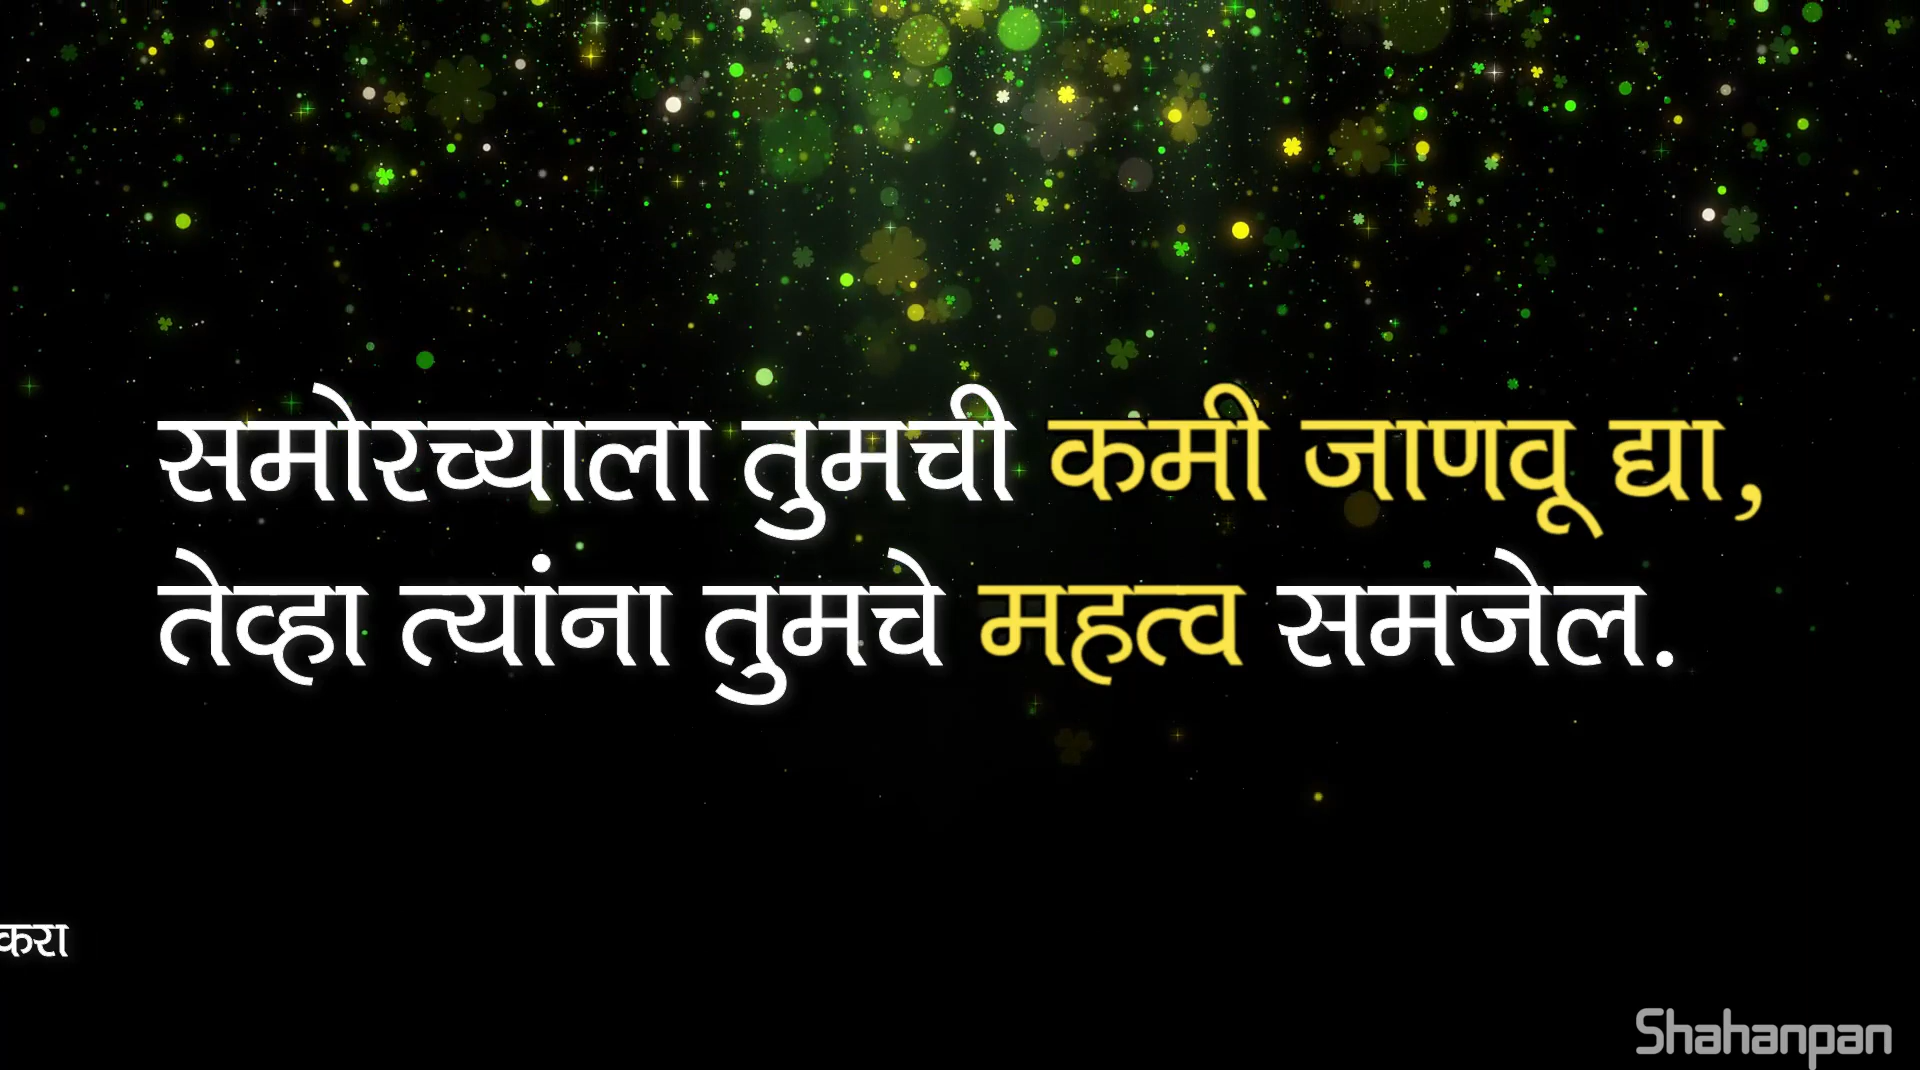 समोरच्याला तुमची कमी जाणवू द्या,
तेव्हा त्यांना तुमचे महत्व समजेल.
करा
Shahanpan